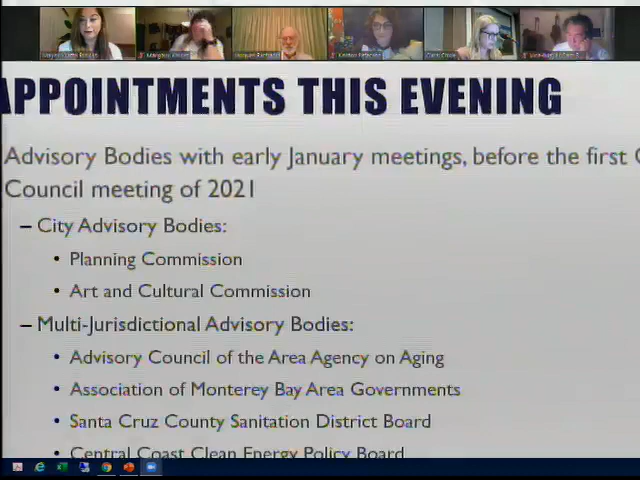 APPOINTMENTS THIS EVENING
Advisory Bodies with early January meetings, before the first
Council meeting of 2021
– City Advisory Bodies:
• Planning Commission
• Art and Cultural Commission
– Multi-Jurisdictional Advisory Bodies:
• Advisory Council of the Area Agency on Aging
• Association of Monterey Bay Area Governments
• Santa Cruz County Sanitation District Board
• Central Coast Clean Energy Policy Board